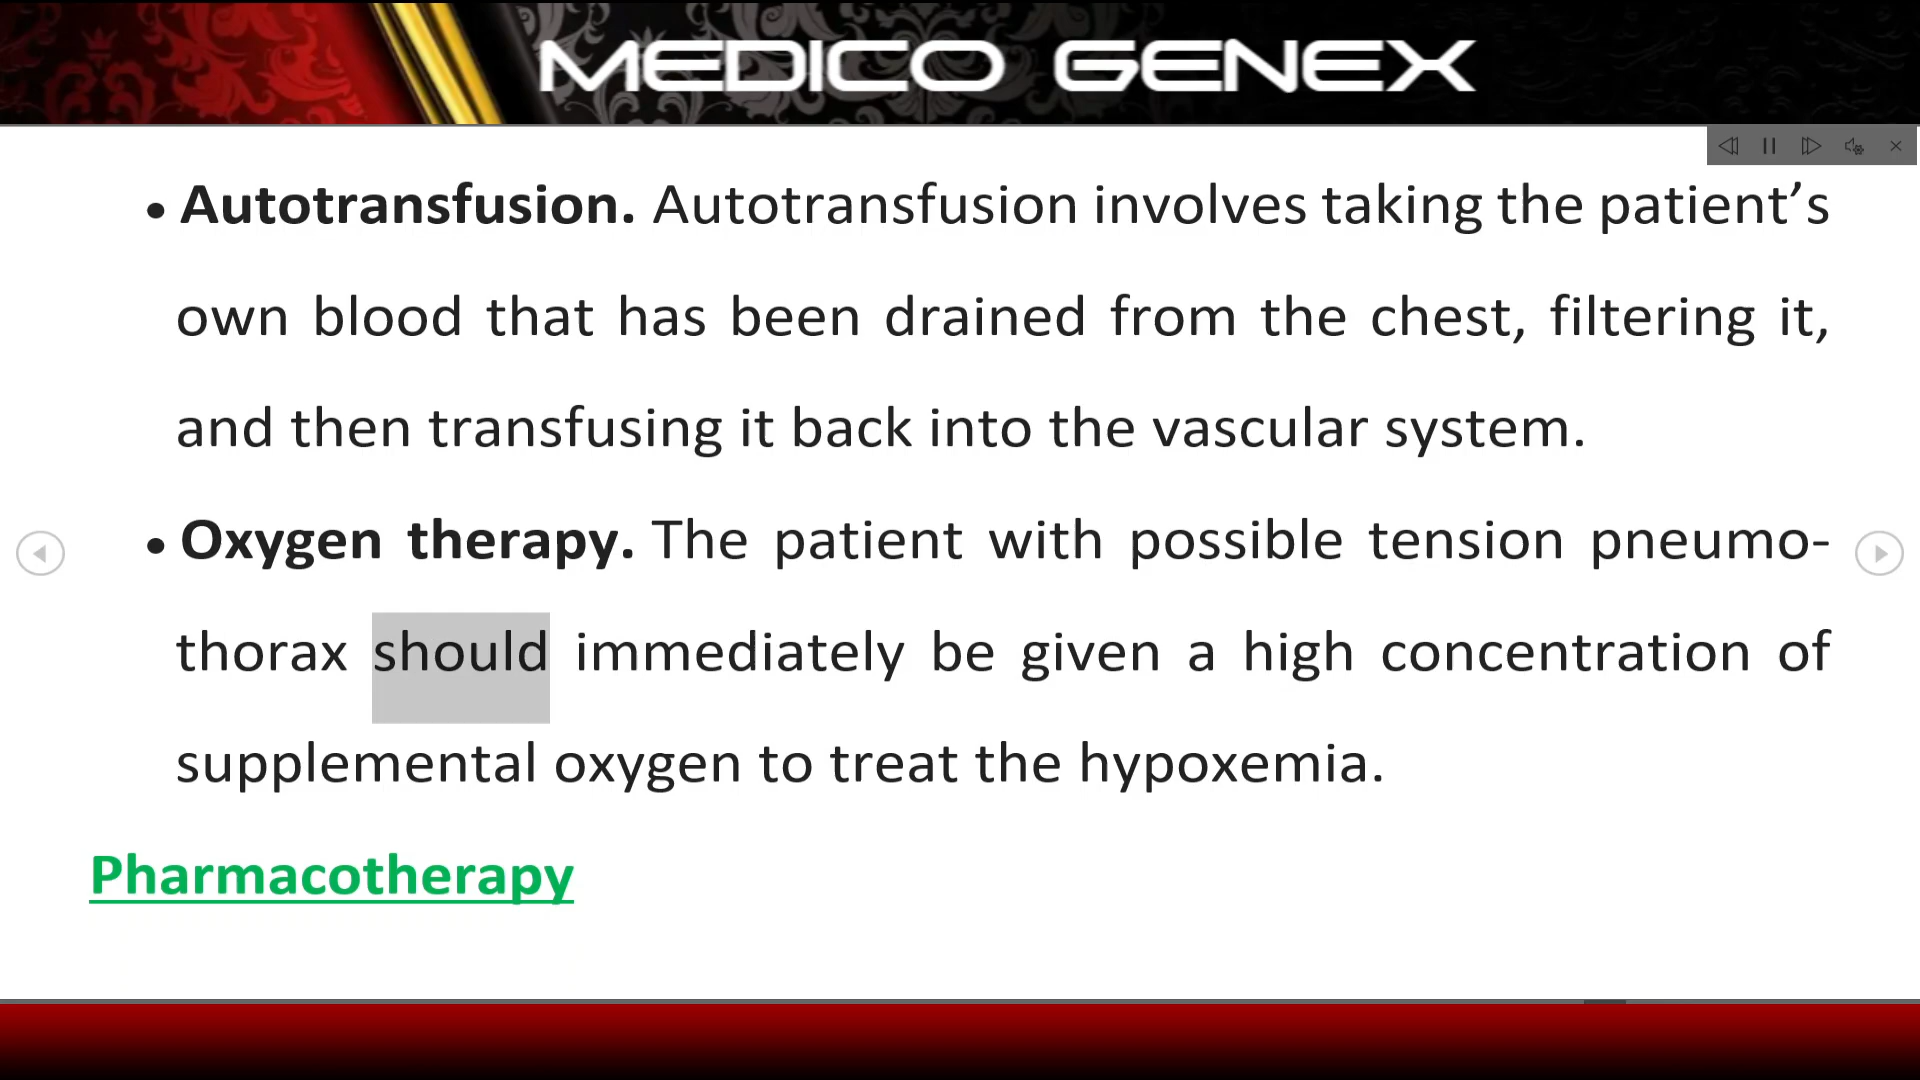 MEDICO GENEX
• Autotransfusion. Autotransfusion involves taking the patient’s
own blood that has been drained from the chest, filtering it,
and then transfusing it back into the vascular system.
• Oxygen therapy. The patient with possible tension pneumo-
thorax should immediately be given a high concentration of
supplemental oxygen to treat the hypoxemia.
Pharmacotherapy